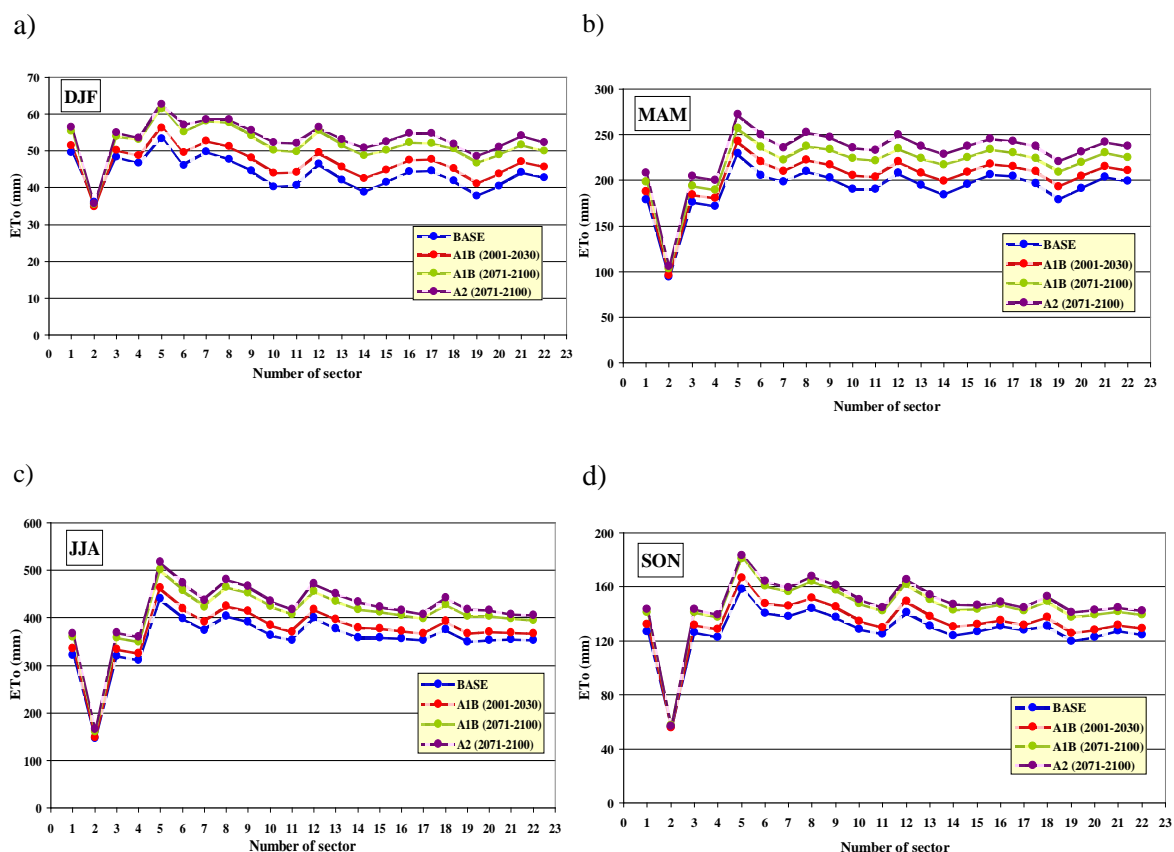 a)
DJF
70
60
50
40
30
20
10
0
ETo (mm)
BASE
A1B (2001-2030)
A1B (2071-2100)
A2 (2071-2100)
0 1 2 3 4 5 6 7 8 9 10 11 12 13 14 15 16 17 18 19 20 21 22 23
Number of sector
b)
MAM
300
250
200
150
100
50
0
ETo (mm)
BASE
A1B (2001-2030)
A1B (2071-2100)
A2 (2071-2100)
0 1 2 3 4 5 6 7 8 9 10 11 12 13 14 15 16 17 18 19 20 21 22 23
Number of sector
c)
JJA
600
500
400
300
200
100
0
ETo (mm)
BASE
A1B (2001-2030)
A1B (2071-2100)
A2 (2071-2100)
0 1 2 3 4 5 6 7 8 9 10 11 12 13 14 15 16 17 18 19 20 21 22 23
Number of sector
d)
SON
200
160
120
80
40
0
ETo (mm)
BASE
A1B (2001-2030)
A1B (2071-2100)
A2 (2071-2100)
0 1 2 3 4 5 6 7 8 9 10 11 12 13 14 15 16 17 18 19 20 21 22 23
Number of sector